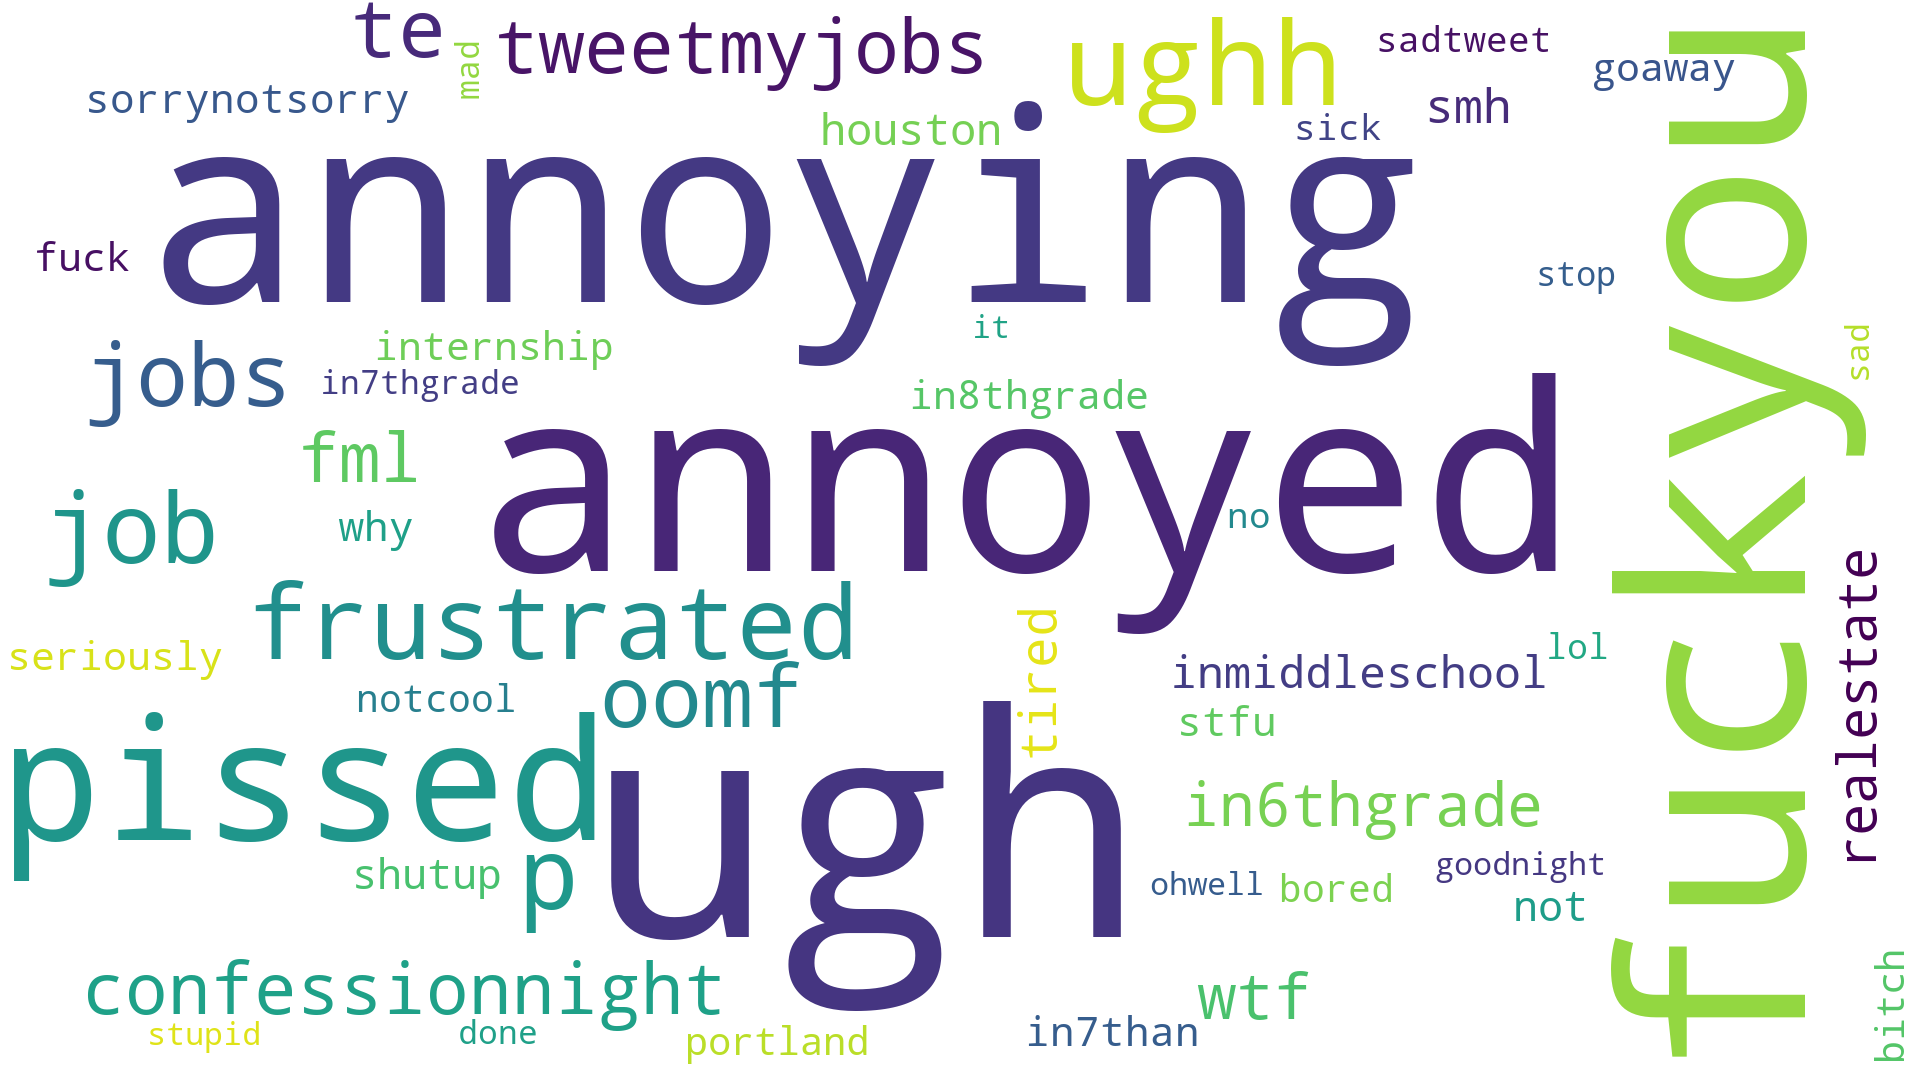 te
mad
tweetmyjobs
ughh
sadtweet
goaway
sorrynotsorry
smh
houston
sick
annoying
fuck
stop
fuckyou
it
internship
sad
jobs
in7thgrade
in8thgrade
fml
annoyed
job
why
no
frustrated
tired
seriously
lol
inmiddleschool
realestate
notcool
oomf
stfu
pissed
ugh
in6thgrade
shutup
p
goodnight
ohwell
bored
not
confessionnight
wtf
bitch
stupid
done
portland
in7than